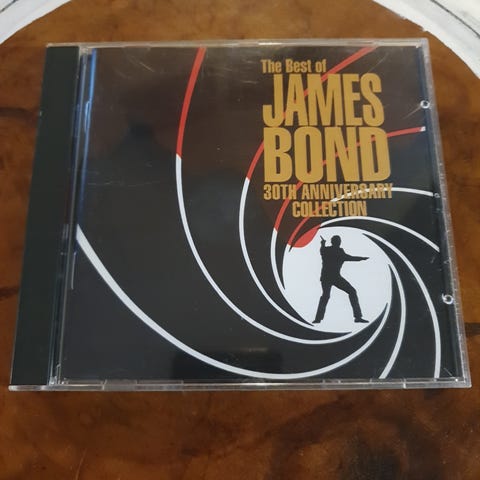 The Best of
JAMES
BOND
30TH ANNIVERSARY
COLLECTION